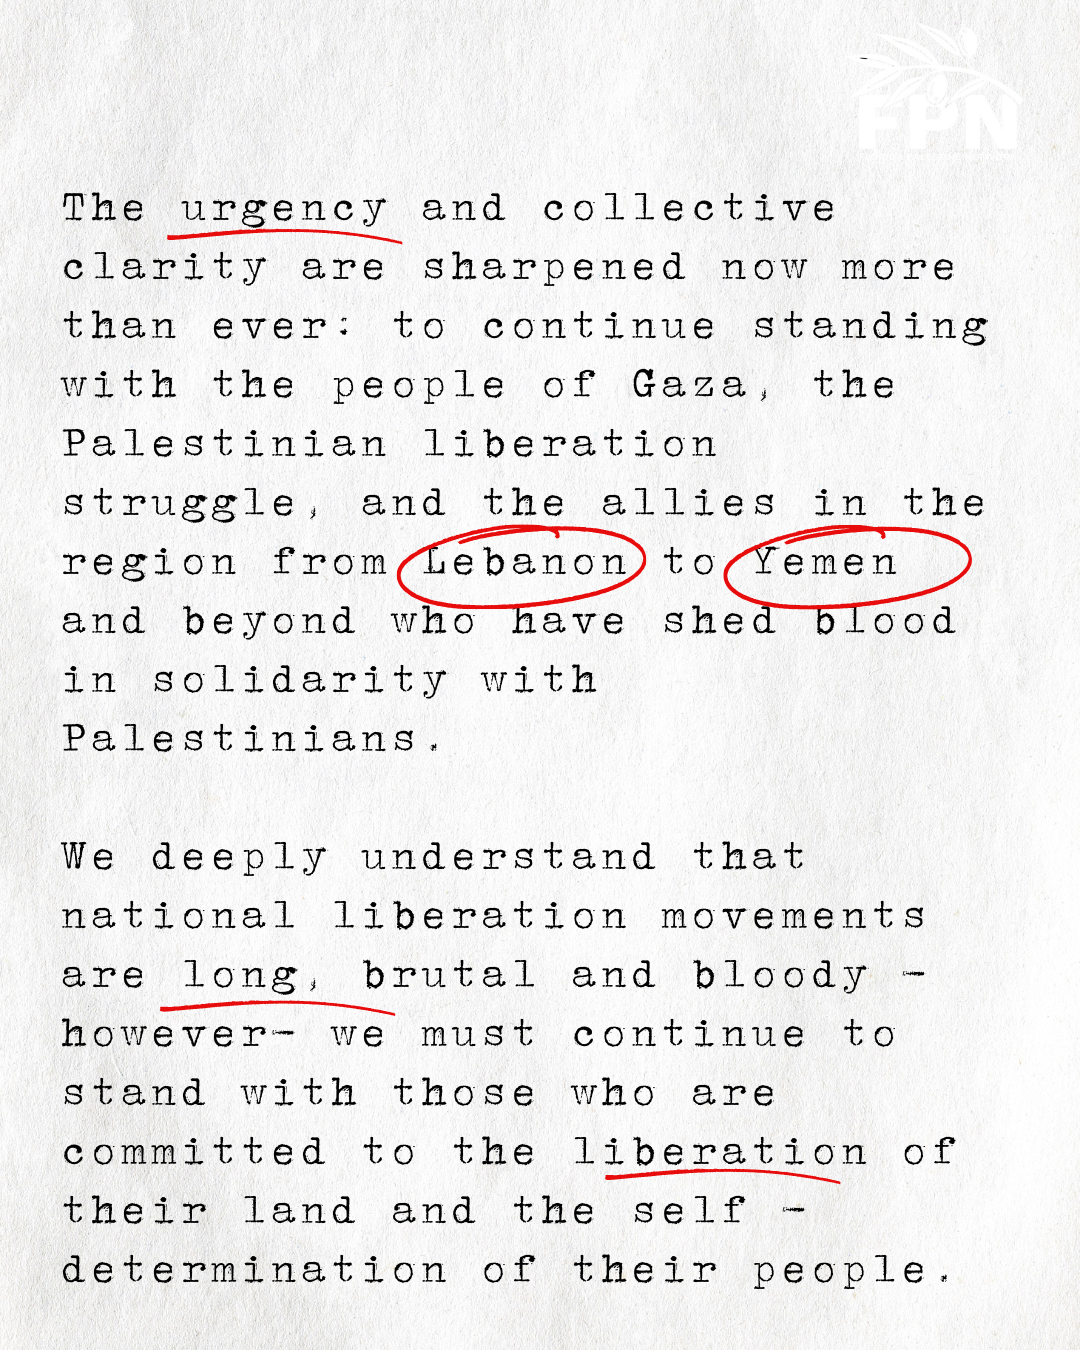 FPN
The urgency and collective
clarity are sharpened now more
than ever: to continue standing
with the people of Gaza, the
Palestinian liberation
struggle, and the allies in the
region from Lebanon to Yemen
and beyond who have shed blood
in solidarity with
Palestinians.
We deeply understand that
national liberation movements
are long, brutal and bloody -
however- we must continue to
stand with those who are
committed to the liberation of
their land and the self -
determination of their people.